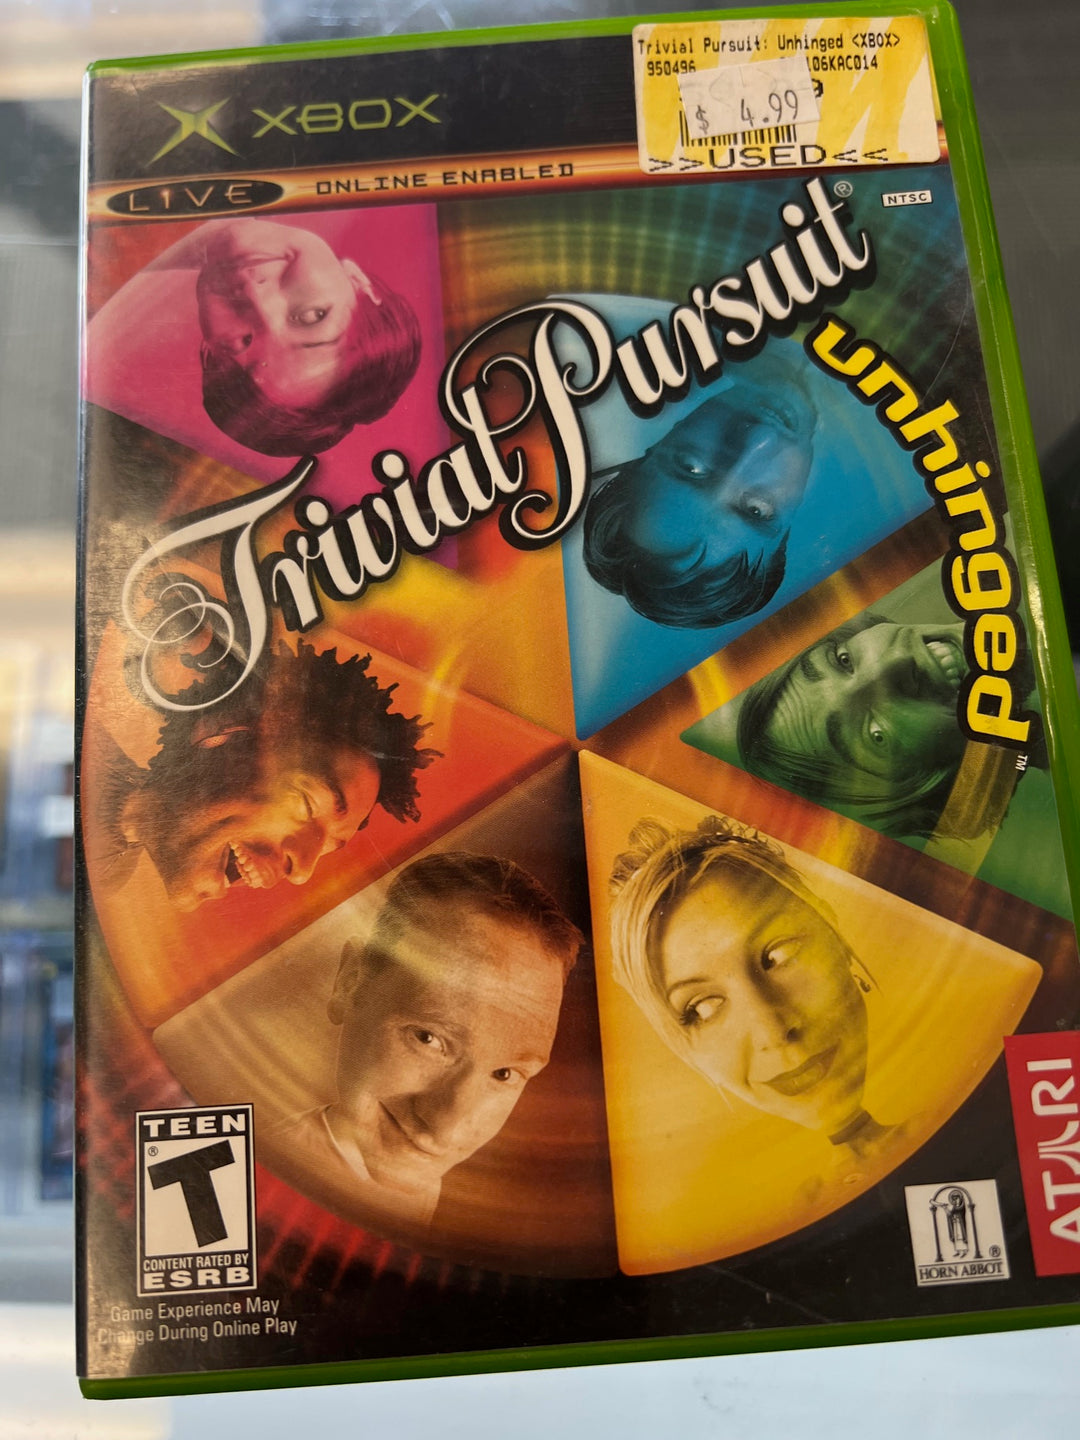 Trivial Pursuit: Unhinged <XBOX>
950496 106KAC014
$ 4.99
>>USED<<
XBOX
LIVE ONLINE ENABLED
NTSC
Trivial Pursuit®
unhinged™
TEEN
T®
CONTENT RATED BY
ESRB
Game Experience May
Change During Online Play
HORN ABBOT®
ATARI